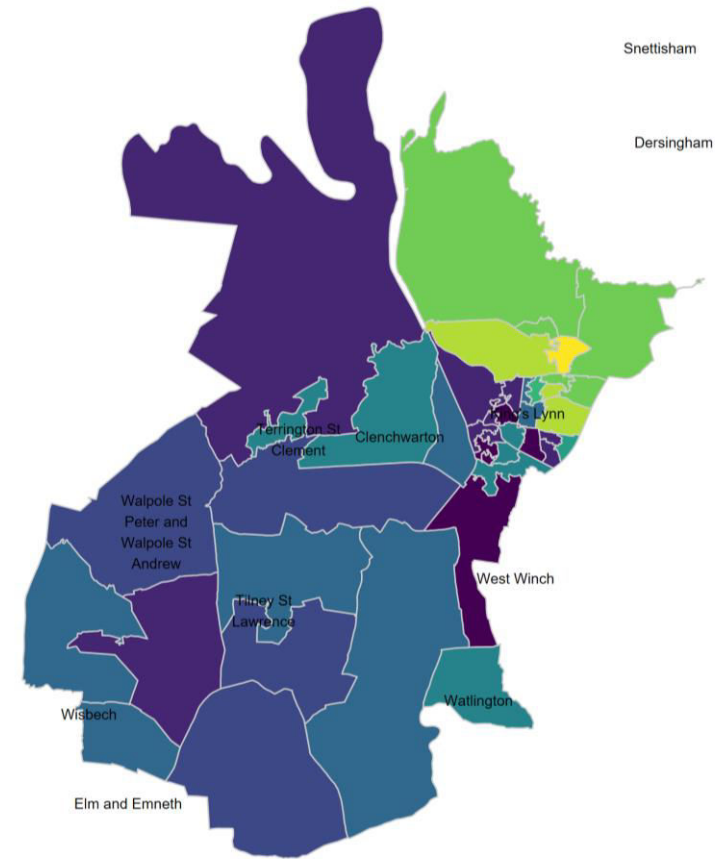 Snettisham
Dersingham
King's Lynn
Terrington St
Clement
Clenchwarton
Walpole St
Peter and
Walpole St
Andrew
West Winch
Tilney St
Lawrence
Watlington
Wisbech
Elm and Emneth